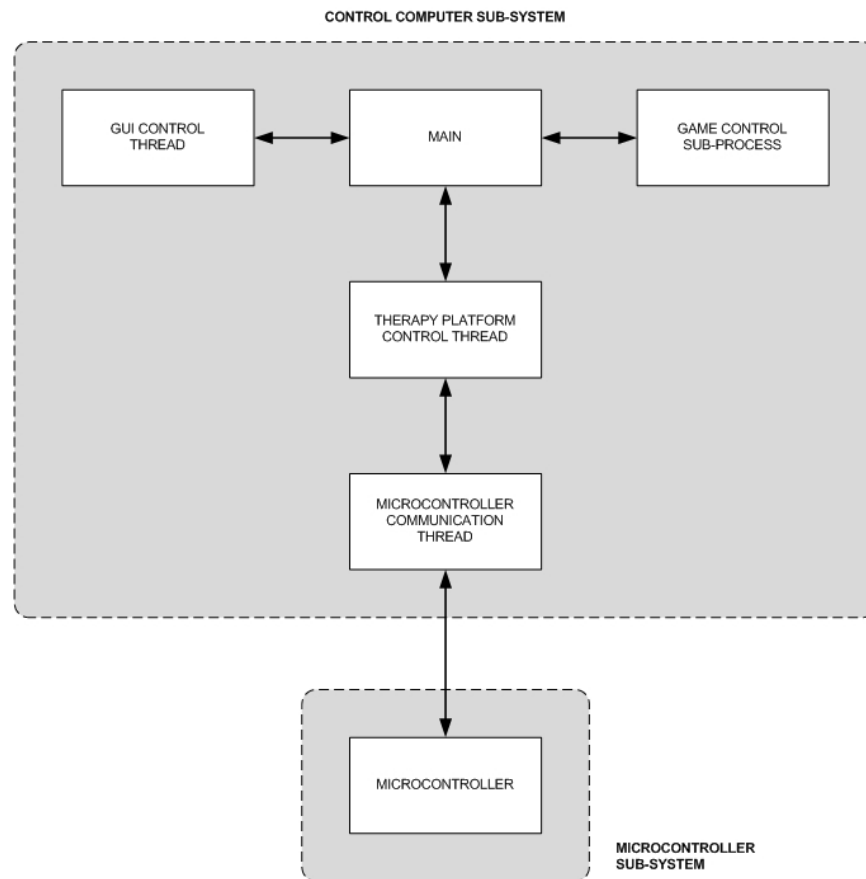 CONTROL COMPUTER SUB-SYSTEM
GUI CONTROL
THREAD
MAIN
GAME CONTROL
SUB-PROCESS
THERAPY PLATFORM
CONTROL THREAD
MICROCONTROLLER
COMMUNICATION
THREAD
MICROCONTROLLER
MICROCONTROLLER
SUB-SYSTEM